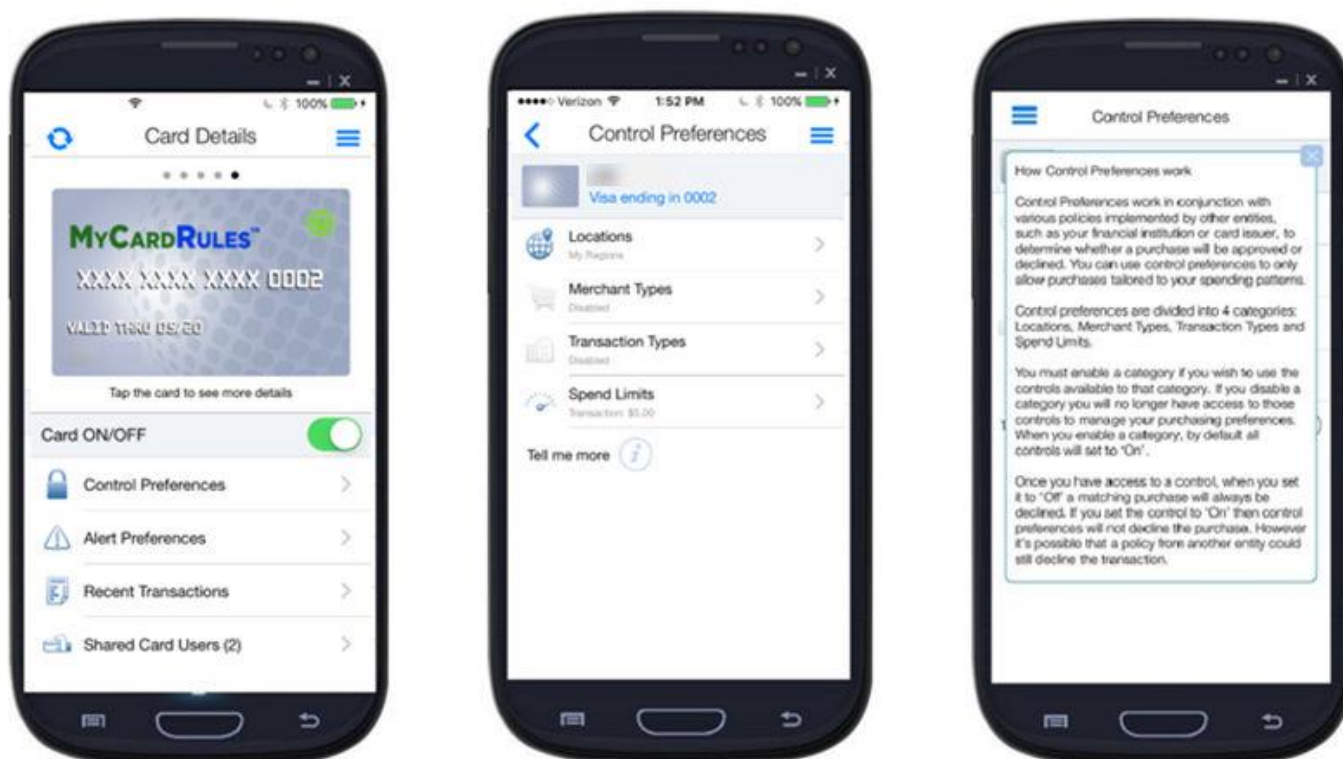 – | X
100%
Card Details
MYCARDRULES™
XXXX XXXX XXXX 0002
VALID THRU 05/20
Tap the card to see more details
Card ON/OFF
Control Preferences
Alert Preferences
Recent Transactions
Shared Card Users (2)
– | X
Verizon 1:52 PM 100%
Control Preferences
Visa ending in 0002
Locations
My Regions
Merchant Types
Disabled
Transaction Types
Disabled
Spend Limits
Transaction: $5.00
Tell me more i
– | X
Control Preferences
How Control Preferences work
Control Preferences work in conjunction with
various policies implemented by other entities,
such as your financial institution or card issuer, to
determine whether a purchase will be approved or
declined. You can use control preferences to only
allow purchases tailored to your spending patterns.
Control preferences are divided into 4 categories:
Locations, Merchant Types, Transaction Types and
Spend Limits.
You must enable a category if you wish to use the
controls available to that category. If you disable a
category you will no longer have access to those
controls to manage your purchasing preferences.
When you enable a category, by default all
controls will set to 'On'.
Once you have access to a control, when you set
it to "Off" a matching purchase will always be
declined. If you set the control to 'On' then control
preferences will not decline the purchase. However
it's possible that a policy from another entity could
still decline the transaction.